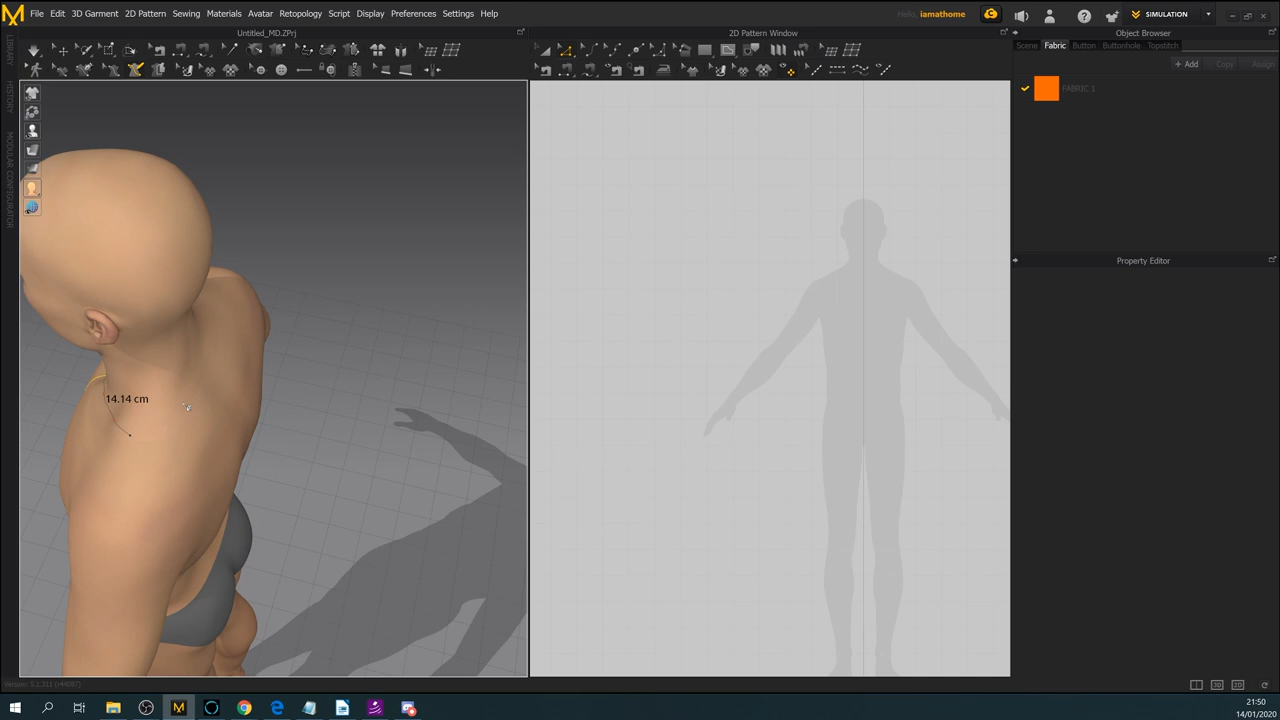 File Edit 3D Garment 2D Pattern Sewing Materials Avatar Retopology Script Display Preferences Settings Help
Hello, iamathome
SIMULATION
Untitled_MD.ZPrj
2D Pattern Window
Object Browser
Scene Fabric Button Buttonhole Topstitch
+ Add Copy Assign
FABRIC 1
LIBRARY
HISTORY
MODULAR CONFIGURATOR
Property Editor
14.14 cm
3D
2D
21:50
14/01/2020